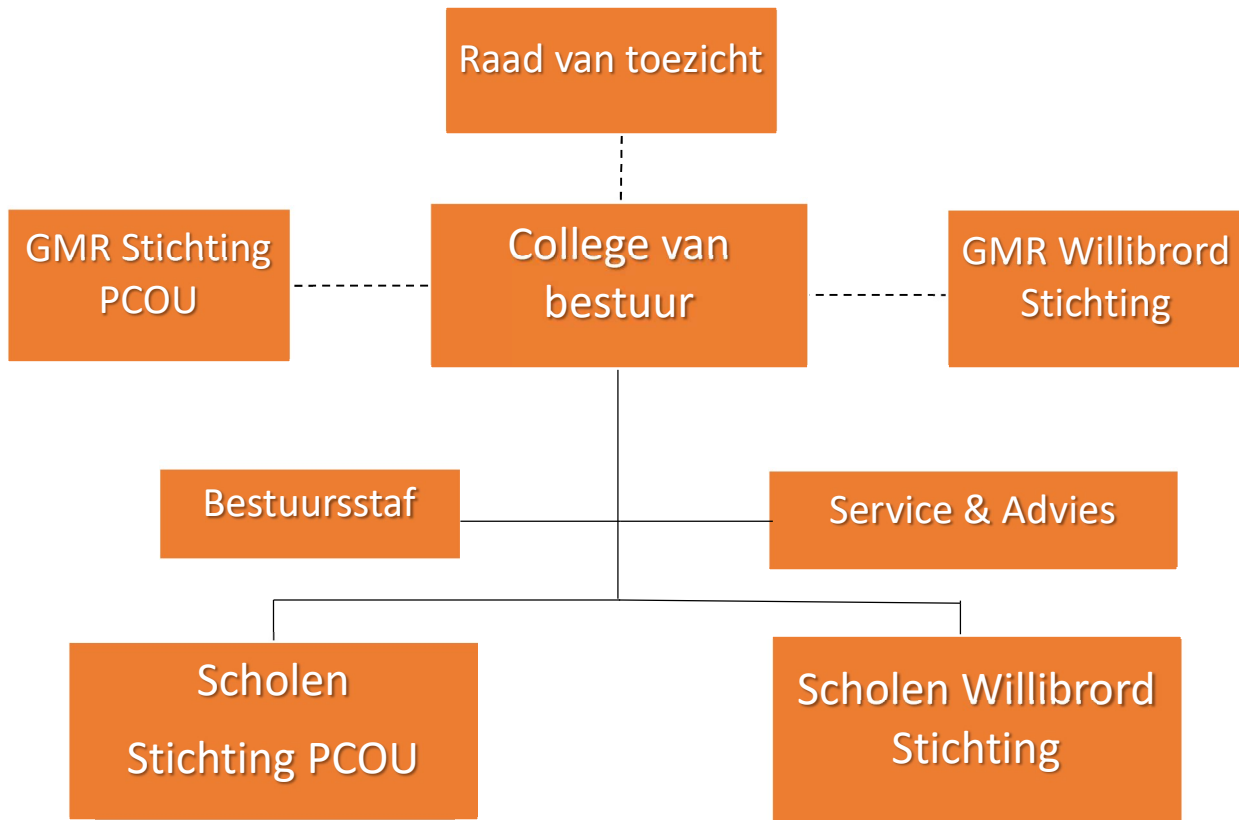 Raad van toezicht
GMR Stichting
PCOU
College van
bestuur
GMR Willibrord
Stichting
Bestuursstaf
Service & Advies
Scholen
Stichting PCOU
Scholen Willibrord
Stichting